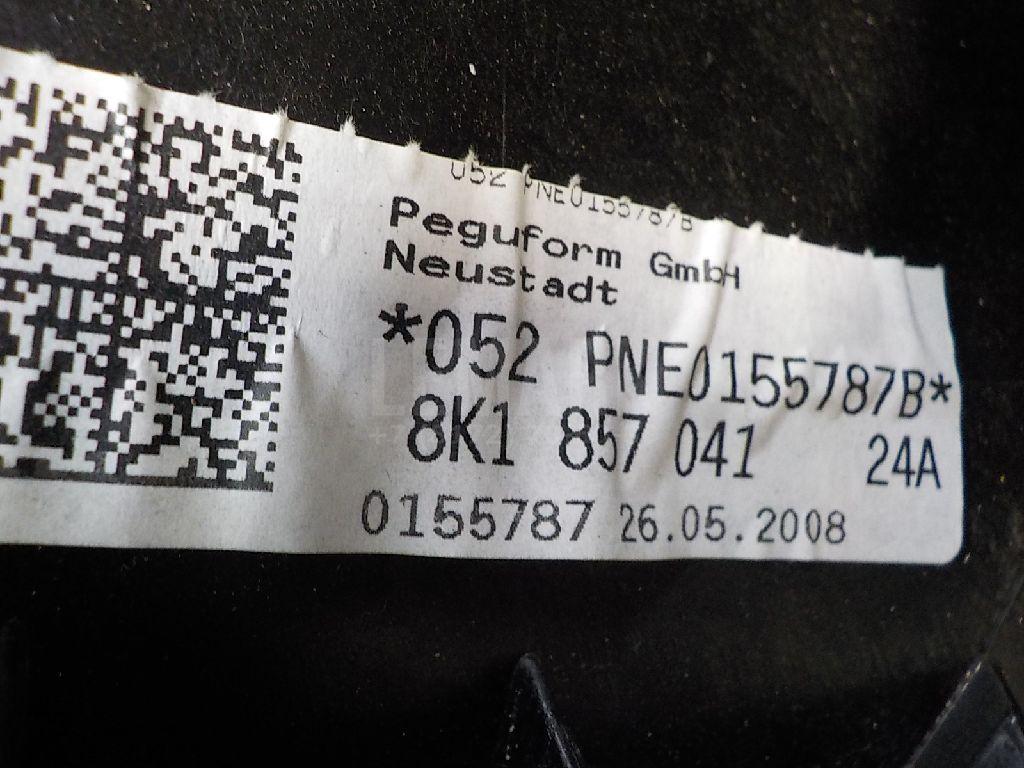 052 PNE0155787B
Peguform GmbH
Neustadt
*052 PNE0155787B*
8K1 857 041 24A
0155787 26.05.2008